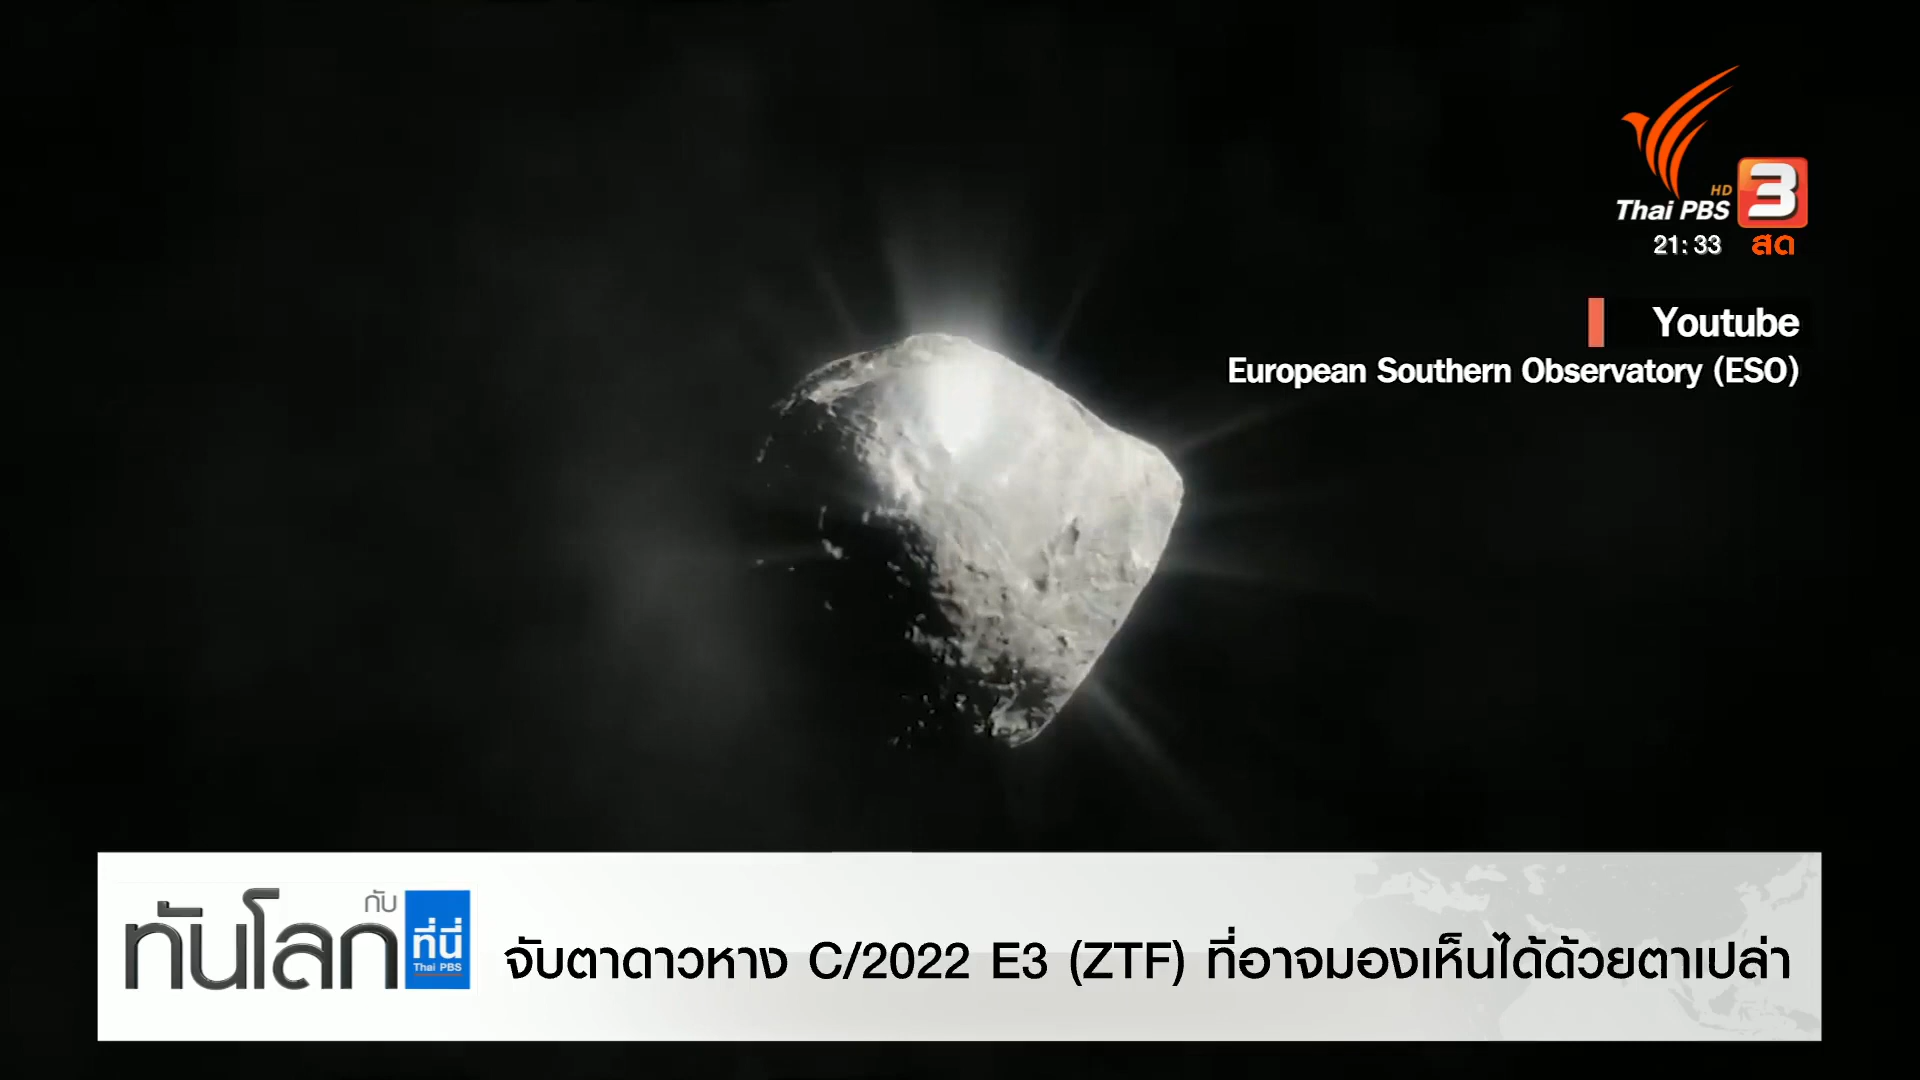 HD
Thai PBS 3
21:33 สด
Youtube
European Southern Observatory (ESO)
ทันโลก กับ ที่นี่ Thai PBS
จับตาดาวหาง C/2022 E3 (ZTF) ที่อาจมองเห็นได้ด้วยตาเปล่า